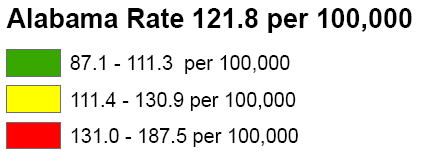 Alabama Rate 121.8 per 100,000
87.1 - 111.3 per 100,000
111.4 - 130.9 per 100,000
131.0 - 187.5 per 100,000